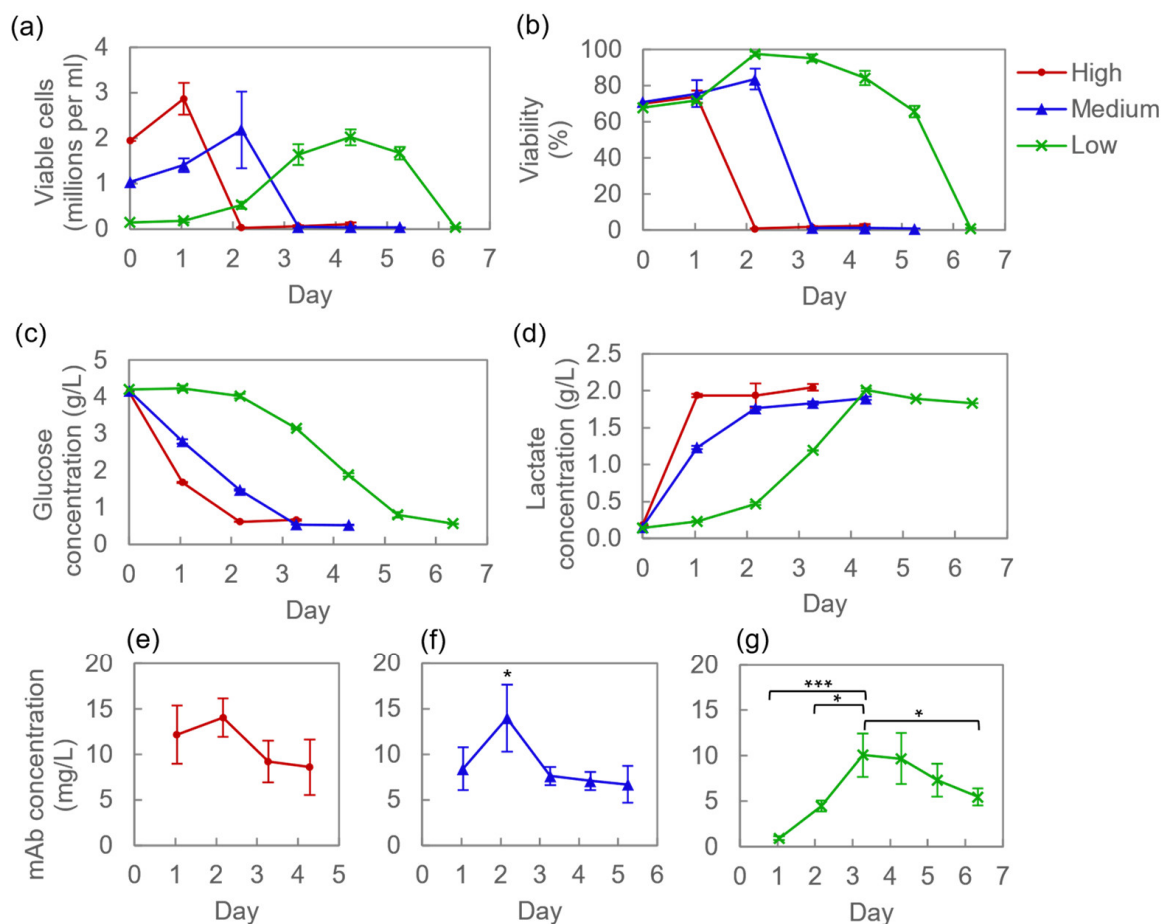 (a)
Viable cells
(millions per ml)
4
3
2
1
0
0 1 2 3 4 5 6 7
Day
(b)
Viability
(%)
100
80
60
40
20
0
0 1 2 3 4 5 6 7
Day
High
Medium
Low
(c)
Glucose
concentration (g/L)
5
4
3
2
1
0
0 1 2 3 4 5 6 7
Day
(d)
Lactate
concentration (g/L)
2.5
2.0
1.5
1.0
0.5
0.0
0 1 2 3 4 5 6 7
Day
mAb concentration
(mg/L)
(e)
20
15
10
5
0
0 1 2 3 4 5
Day
(f)
20
15
10
5
0
*
0 1 2 3 4 5 6
Day
(g)
20
15
10
5
0
***
* *
0 1 2 3 4 5 6 7
Day